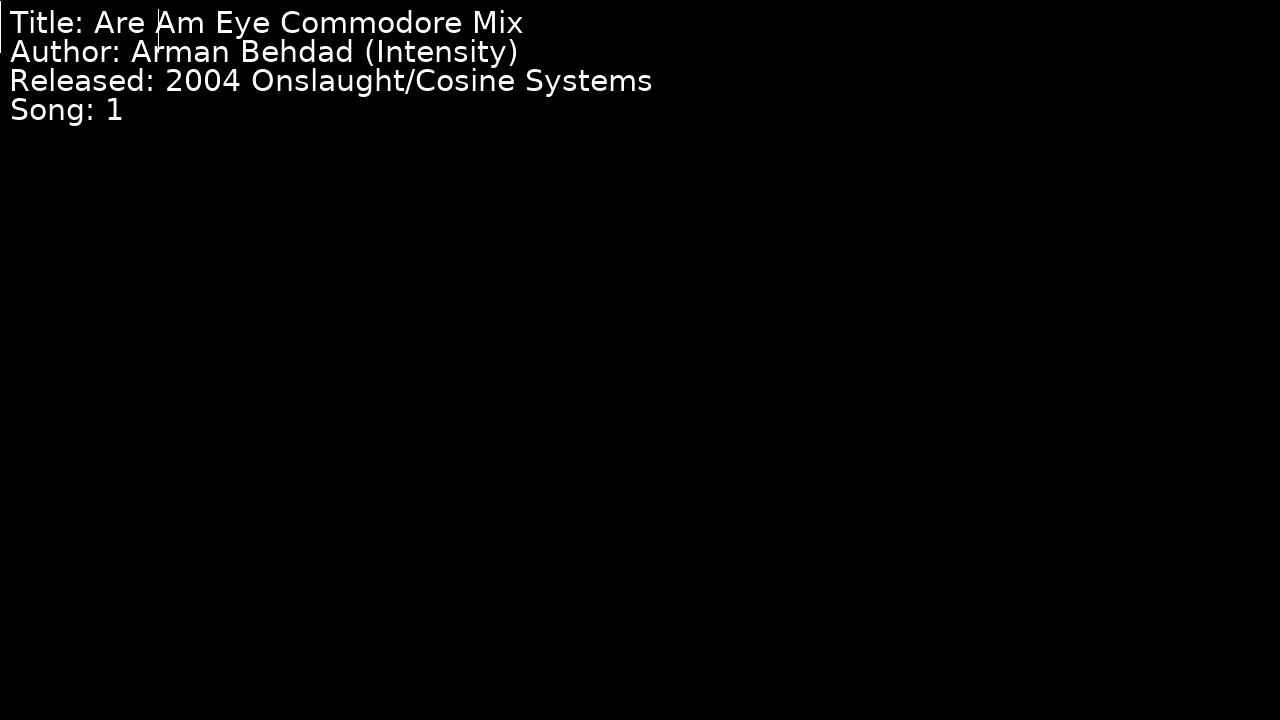 Title: Are Am Eye Commodore Mix
Author: Arman Behdad (Intensity)
Released: 2004 Onslaught/Cosine Systems
Song: 1